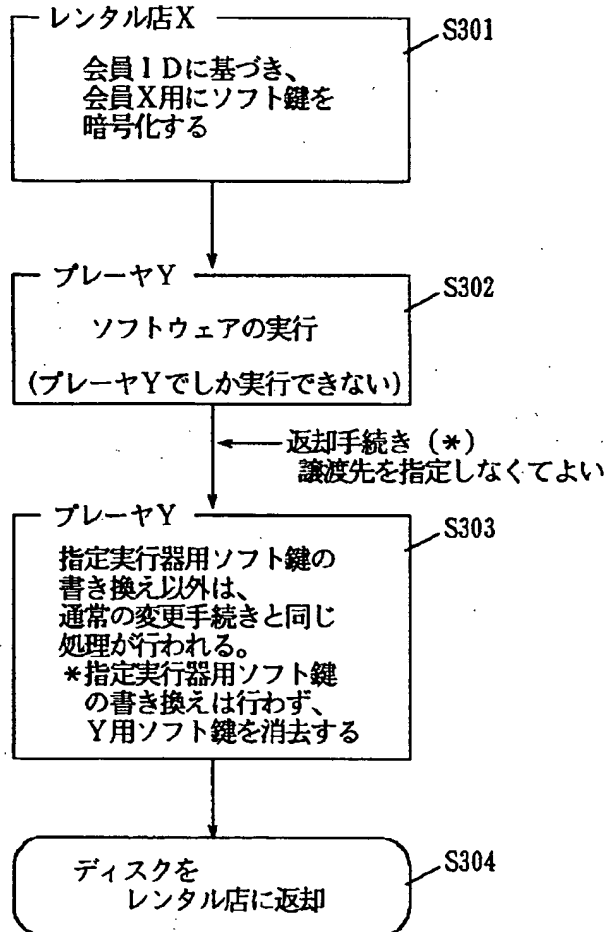 レンタル店X
S301
会員IDに基づき、
会員X用にソフト鍵を
暗号化する
プレーヤY
S302
ソフトウェアの実行
(プレーヤYでしか実行できない)
返却手続き(*)
譲渡先を指定しなくてよい
プレーヤY
S303
指定実行器用ソフト鍵の
書き換え以外は、
通常の変更手続きと同じ
処理が行われる。
*指定実行器用ソフト鍵
の書き換えは行わず、
Y用ソフト鍵を消去する
ディスクを
レンタル店に返却
S304